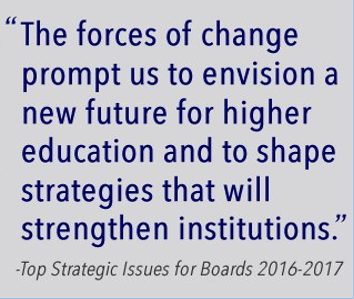 “The forces of change
prompt us to envision a
new future for higher
education and to shape
strategies that will
strengthen institutions.”
-Top Strategic Issues for Boards 2016-2017